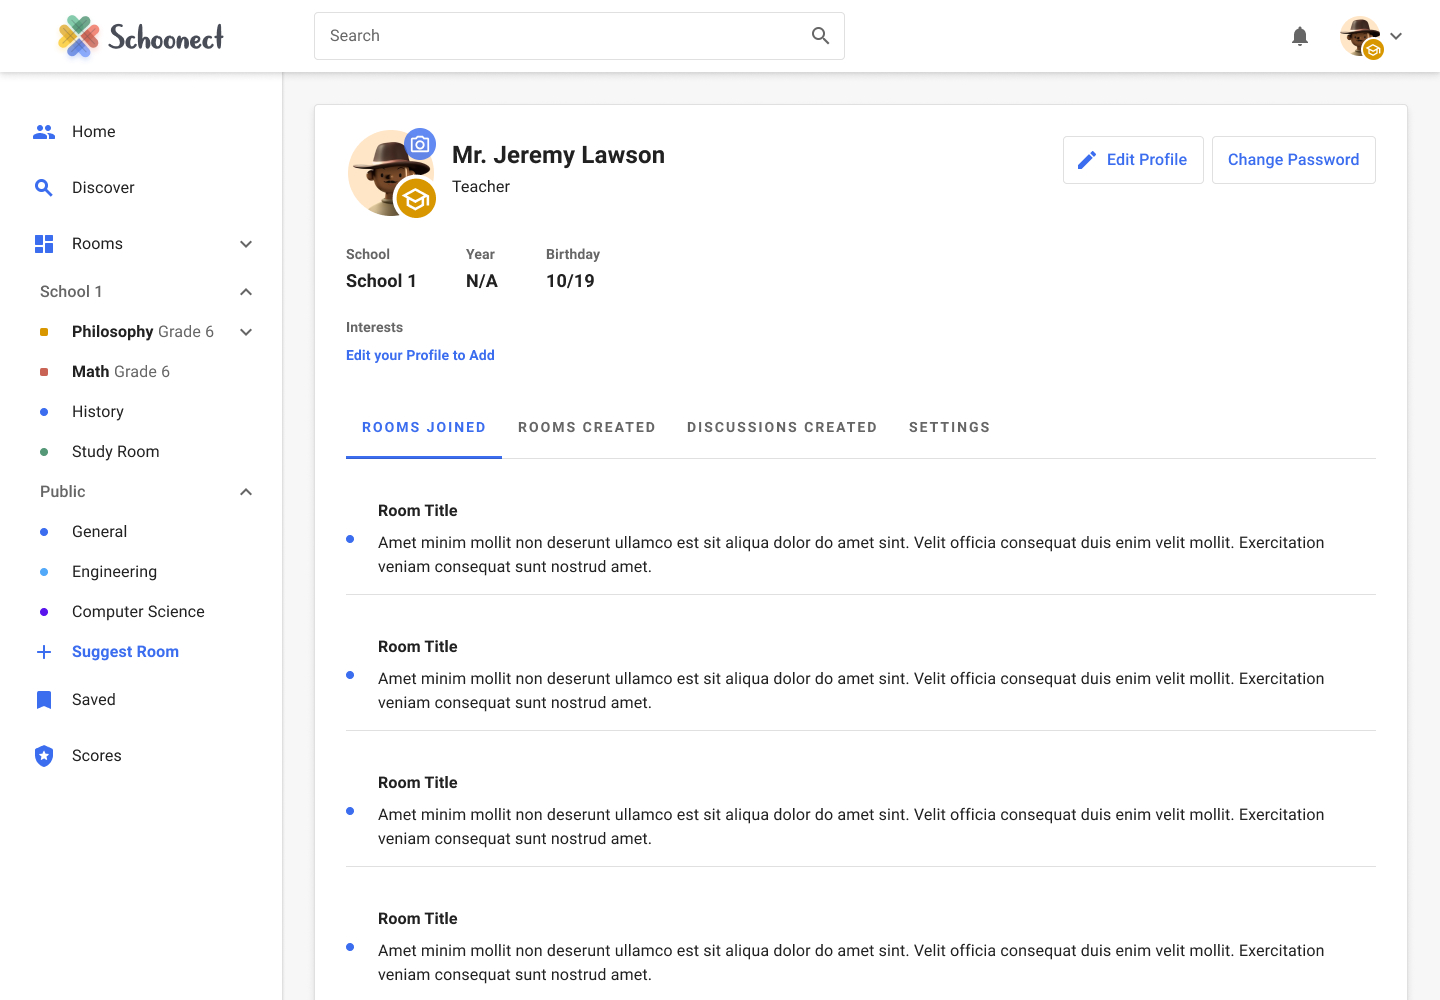 Schoonect
Search
Home
Discover
Rooms
School 1
Philosophy Grade 6
Math Grade 6
History
Study Room
Public
General
Engineering
Computer Science
Suggest Room
Saved
Scores
Mr. Jeremy Lawson
Teacher
Edit Profile
Change Password
School Year Birthday
School 1 N/A 10/19
Interests
Edit your Profile to Add
ROOMS JOINED ROOMS CREATED DISCUSSIONS CREATED SETTINGS
Room Title
Amet minim mollit non deserunt ullamco est sit aliqua dolor do amet sint. Velit officia consequat duis enim velit mollit. Exercitation
veniam consequat sunt nostrud amet.
Room Title
Amet minim mollit non deserunt ullamco est sit aliqua dolor do amet sint. Velit officia consequat duis enim velit mollit. Exercitation
veniam consequat sunt nostrud amet.
Room Title
Amet minim mollit non deserunt ullamco est sit aliqua dolor do amet sint. Velit officia consequat duis enim velit mollit. Exercitation
veniam consequat sunt nostrud amet.
Room Title
Amet minim mollit non deserunt ullamco est sit aliqua dolor do amet sint. Velit officia consequat duis enim velit mollit. Exercitation
veniam consequat sunt nostrud amet.